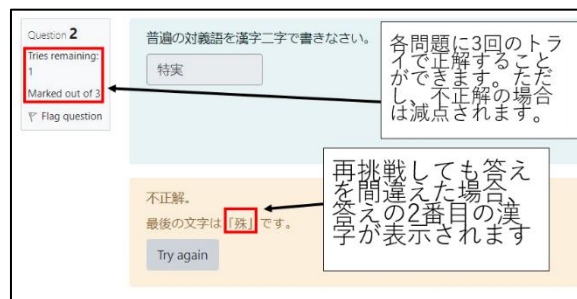 Question 2
Tries remaining:
1
Marked out of 3
Flag question
普遍の対義語を漢字二字で書きなさい。
特実
各問題に3回のトラ
イで正解すること
ができます。ただ
し、不正解の場合
は減点されます。
不正解。
最後の文字は「殊」です。
Try again
再挑戦しても答え
を間違えた場合、
答えの2番目の漢
字が表示されます